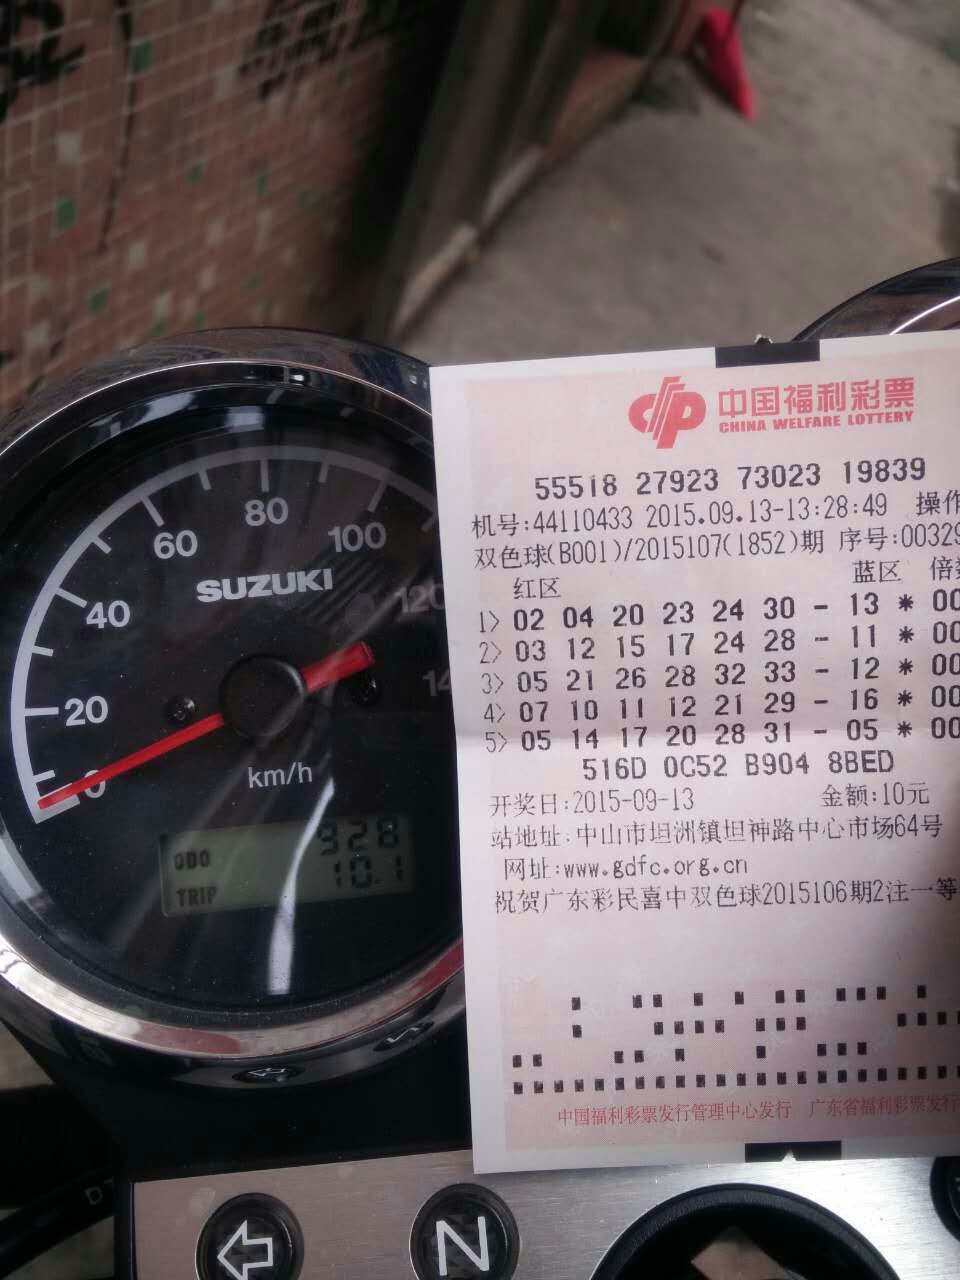 80
100
60
SUZUKI
120
40
14
20
0
km/h
928
ODO
10.1
TRIP
中国福利彩票
CHINA WELFARE LOTTERY
55518 27923 73023 19839
机号:44110433 2015.09.13-13:28:49 操作
双色球(B001)/2015107(1852)期 序号:00329
红区 蓝区 倍
1> 02 04 20 23 24 30 - 13 * 00
2> 03 12 15 17 24 28 - 11 * 00
3> 05 21 26 28 32 33 - 12 * 00
4> 07 10 11 12 21 29 - 16 * 00
5> 05 14 17 20 28 31 - 05 * 00
516D 0C52 B904 8BED
开奖日:2015-09-13 金额:10元
站地址:中山市坦洲镇坦神路中心市场64号
网址:www.gdfc.org.cn
祝贺广东彩民喜中双色球2015106期2注一等
中国福利彩票发行管理中心发行 广东省福利彩票发行
N